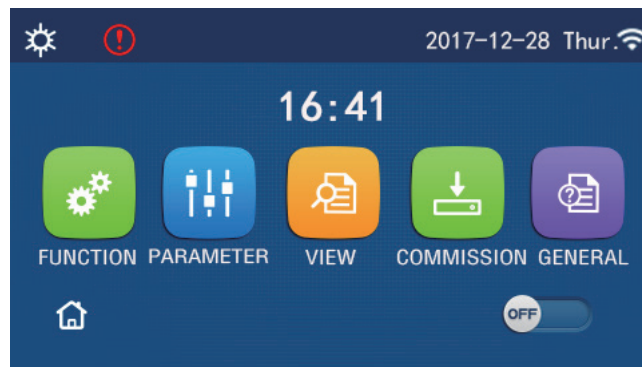 2017-12-28 Thur.
16:41
FUNCTION PARAMETER VIEW COMMISSION GENERAL
OFF